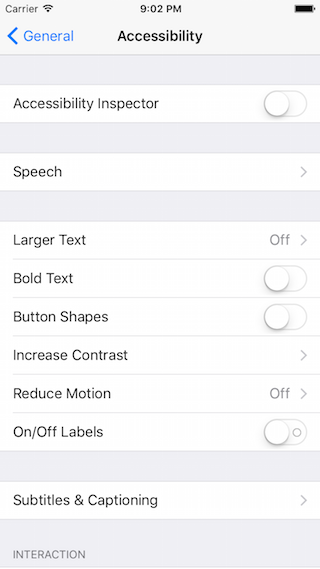 Carrier 9:02 PM
General Accessibility
Accessibility Inspector
Speech
Larger Text Off
Bold Text
Button Shapes
Increase Contrast
Reduce Motion Off
On/Off Labels
Subtitles & Captioning
INTERACTION